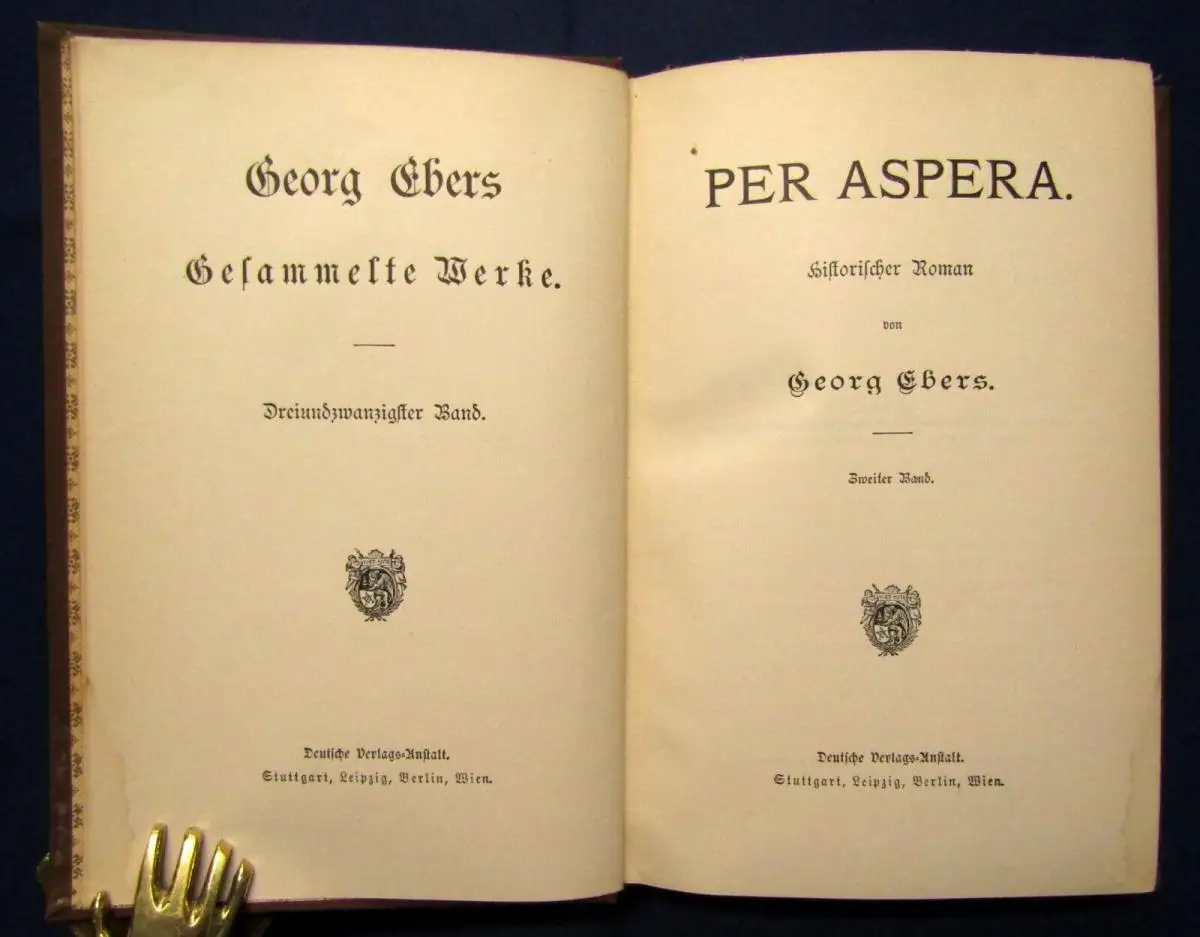 Georg Ebers
Gesammelte Werke.
Dreiundzwanzigster Band.
Deutsche Verlags-Anstalt.
Stuttgart, Leipzig, Berlin, Wien.
PER ASPERA.
Historischer Roman
von
Georg Ebers.
Zweiter Band.
Deutsche Verlags-Anstalt.
Stuttgart, Leipzig, Berlin, Wien.